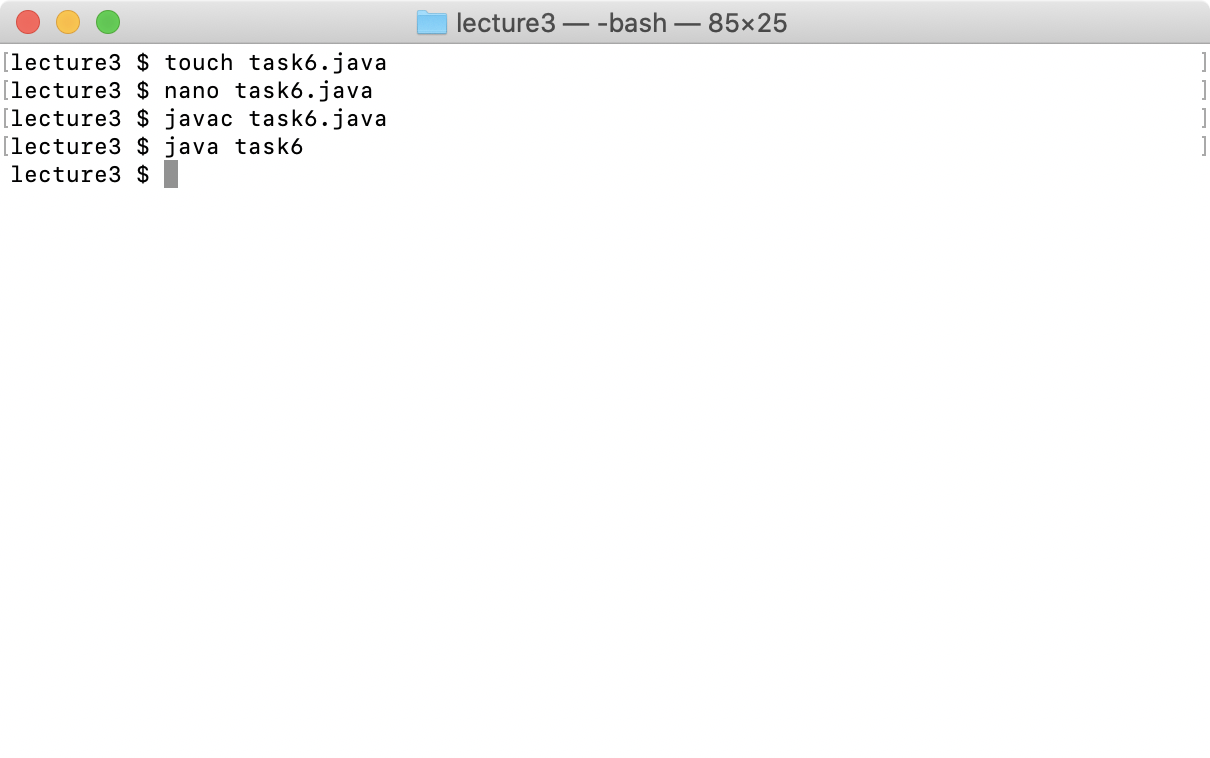 lecture3 — -bash — 85×25
[lecture3 $ touch task6.java ]
[lecture3 $ nano task6.java ]
[lecture3 $ javac task6.java ]
[lecture3 $ java task6 ]
lecture3 $